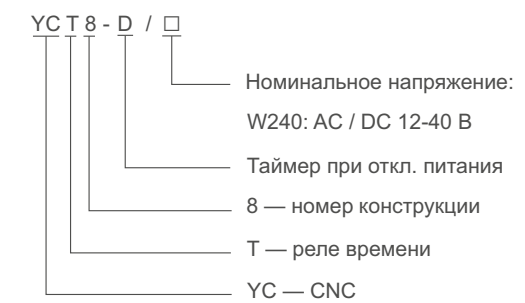 YC T 8 - D / □
Номинальное напряжение:
W240: AC / DC 12-40 В
Таймер при откл. питания
8 — номер конструкции
T — реле времени
YC — CNC